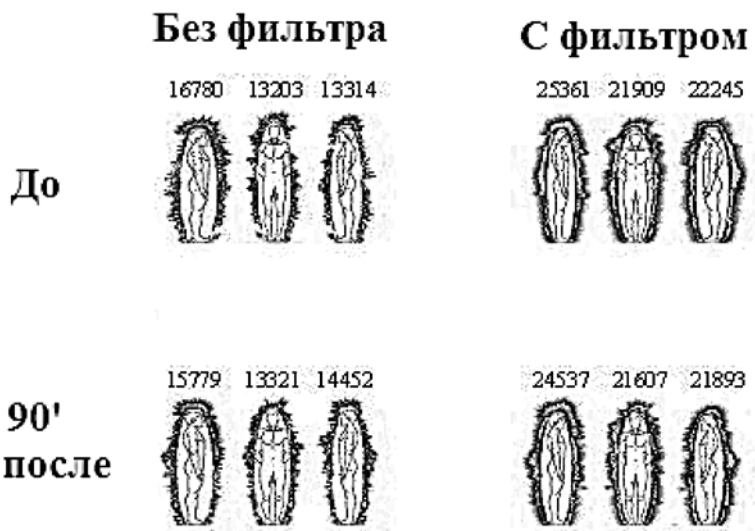 Без фильтра
С фильтром
16780 13203 13314
25361 21909 22245
До
15779 13321 14452
24537 21607 21893
90'
после